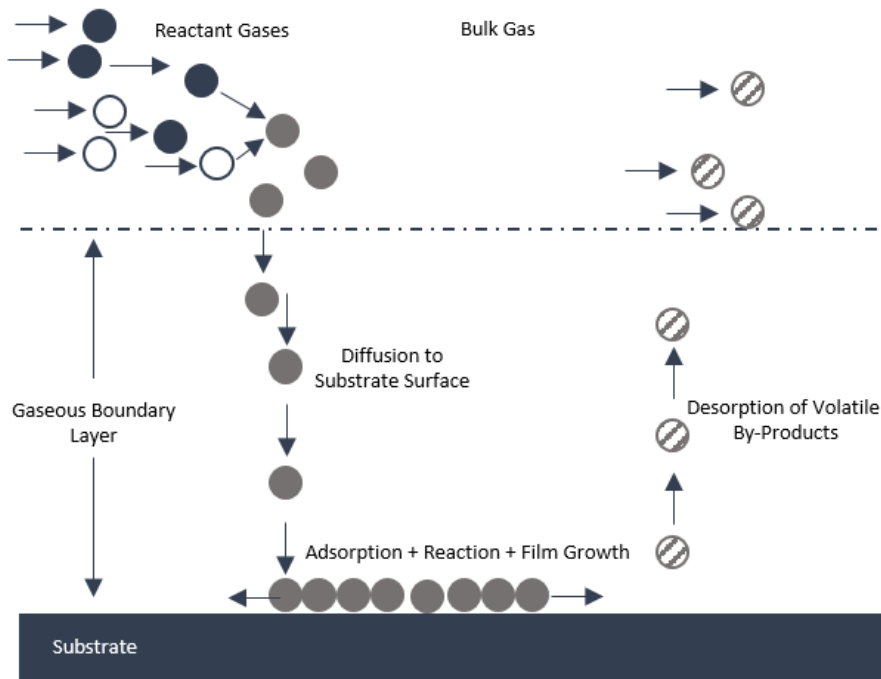 Reactant Gases
Bulk Gas
Diffusion to
Substrate Surface
Gaseous Boundary
Layer
Desorption of Volatile
By-Products
Adsorption + Reaction + Film Growth
Substrate